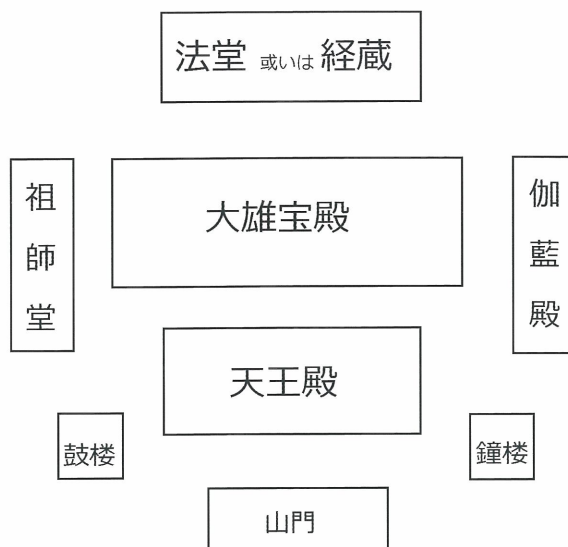 法堂 或いは 経蔵
祖師堂
大雄宝殿
伽藍殿
天王殿
鼓楼
鐘楼
山門